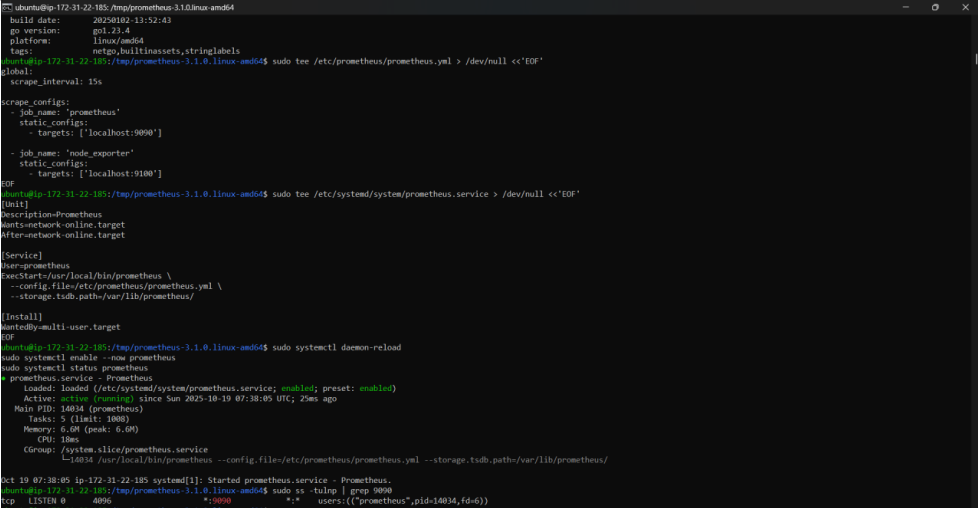 ubuntu@ip-172-31-22-185: /tmp/prometheus-3.1.0.linux-amd64
build date: 20250102-13:52:43
go version: go1.23.4
platform: linux/amd64
tags: netgo,builtinassets,stringlabels
ubuntu@ip-172-31-22-185:/tmp/prometheus-3.1.0.linux-amd64$ sudo tee /etc/prometheus/prometheus.yml > /dev/null <<'EOF'
global:
  scrape_interval: 15s

scrape_configs:
  - job_name: 'prometheus'
    static_configs:
      - targets: ['localhost:9090']

  - job_name: 'node_exporter'
    static_configs:
      - targets: ['localhost:9100']
EOF
ubuntu@ip-172-31-22-185:/tmp/prometheus-3.1.0.linux-amd64$ sudo tee /etc/systemd/system/prometheus.service > /dev/null <<'EOF'
[Unit]
Description=Prometheus
Wants=network-online.target
After=network-online.target

[Service]
User=prometheus
ExecStart=/usr/local/bin/prometheus \
  --config.file=/etc/prometheus/prometheus.yml \
  --storage.tsdb.path=/var/lib/prometheus/

[Install]
WantedBy=multi-user.target
EOF
ubuntu@ip-172-31-22-185:/tmp/prometheus-3.1.0.linux-amd64$ sudo systemctl daemon-reload
sudo systemctl enable --now prometheus
sudo systemctl status prometheus
● prometheus.service - Prometheus
     Loaded: loaded (/etc/systemd/system/prometheus.service; enabled; preset: enabled)
     Active: active (running) since Sun 2025-10-19 07:38:05 UTC; 25ms ago
   Main PID: 14034 (prometheus)
      Tasks: 5 (limit: 1008)
     Memory: 6.6M (peak: 6.6M)
        CPU: 18ms
     CGroup: /system.slice/prometheus.service
             └─14034 /usr/local/bin/prometheus --config.file=/etc/prometheus/prometheus.yml --storage.tsdb.path=/var/lib/prometheus/

Oct 19 07:38:05 ip-172-31-22-185 systemd[1]: Started prometheus.service - Prometheus.
ubuntu@ip-172-31-22-185:/tmp/prometheus-3.1.0.linux-amd64$ sudo ss -tulnp | grep 9090
tcp   LISTEN 0      4096      *:9090      *:*    users:(("prometheus",pid=14034,fd=6))